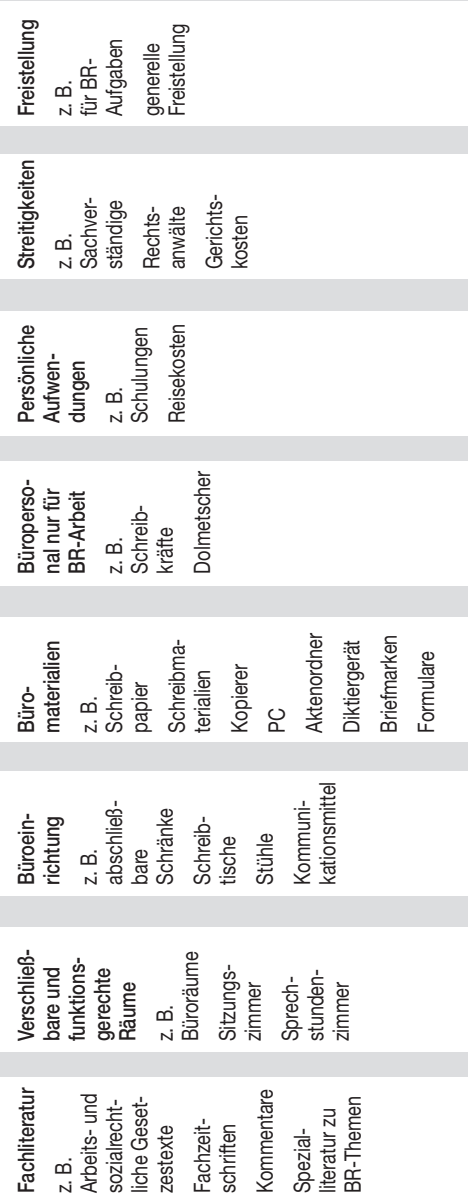 Fachliteratur
z. B.
Arbeits- und
sozialrecht-
liche Geset-
zestexte
Fachzeit-
schriften
Kommentare
Spezial-
literatur zu
BR-Themen
Verschließ-
bare und
funktions-
gerechte
Räume
z. B.
Büroräume
Sitzungs-
zimmer
Sprech-
stunden-
zimmer
Büroein-
richtung
z. B.
abschließ-
bare
Schränke
Schreib-
tische
Stühle
Kommuni-
kationsmittel
Büro-
materialien
z. B.
Schreib-
papier
Schreibma-
terialien
Kopierer
PC
Aktenordner
Diktiergerät
Briefmarken
Formulare
Büroperso-
nal nur für
BR-Arbeit
z. B.
Schreib-
kräfte
Dolmetscher
Persönliche
Aufwen-
dungen
z. B.
Schulungen
Reisekosten
Streitigkeiten
z. B.
Sachver-
ständige
Rechts-
anwälte
Gerichts-
kosten
Freistellung
z. B.
für BR-
Aufgaben
generelle
Freistellung